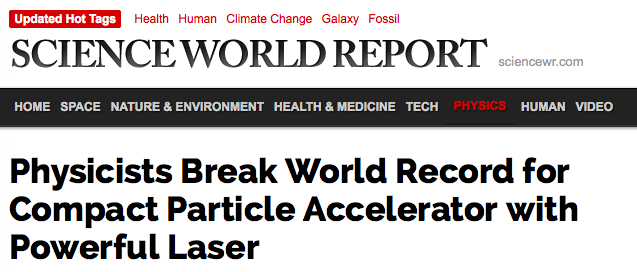 Updated Hot Tags Health Human Climate Change Galaxy Fossil
SCIENCE WORLD REPORT sciencewr.com
HOME SPACE NATURE & ENVIRONMENT HEALTH & MEDICINE TECH PHYSICS HUMAN VIDEO
Physicists Break World Record for
Compact Particle Accelerator with
Powerful Laser